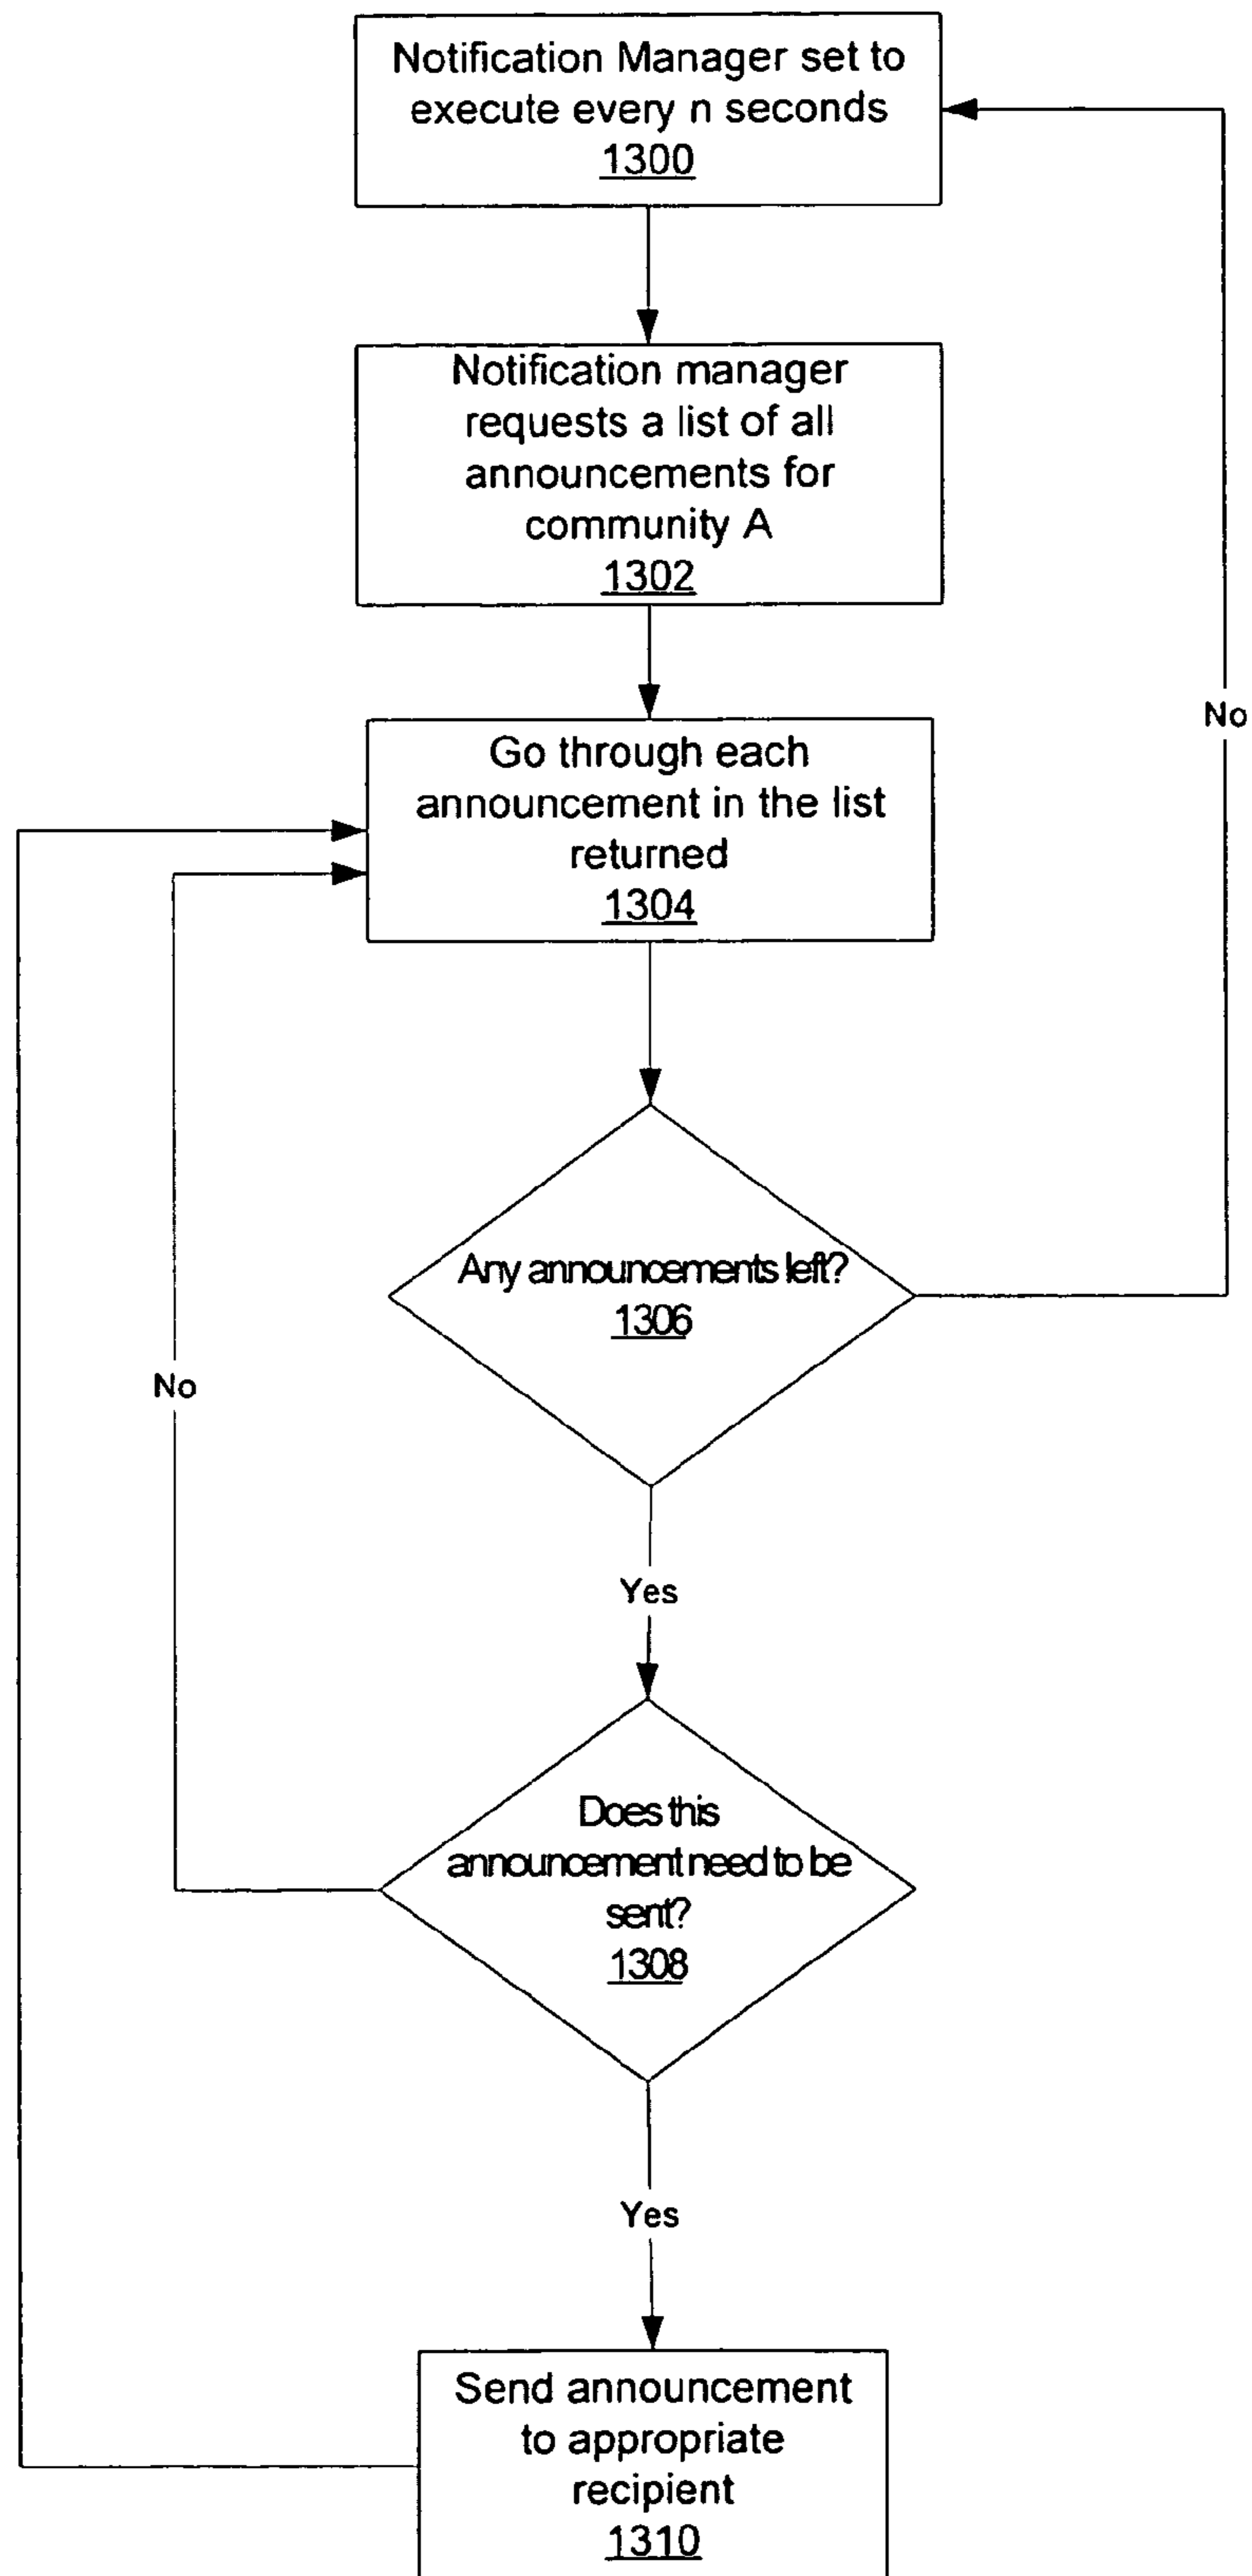 Notification Manager set to
execute every n seconds
1300
Notification manager
requests a list of all
announcements for
community A
1302
No
Go through each
announcement in the list
returned
1304
Any announcements left?
1306
No
Yes
Does this
announcement need to be
sent?
1308
Yes
Send announcement
to appropriate
recipient
1310